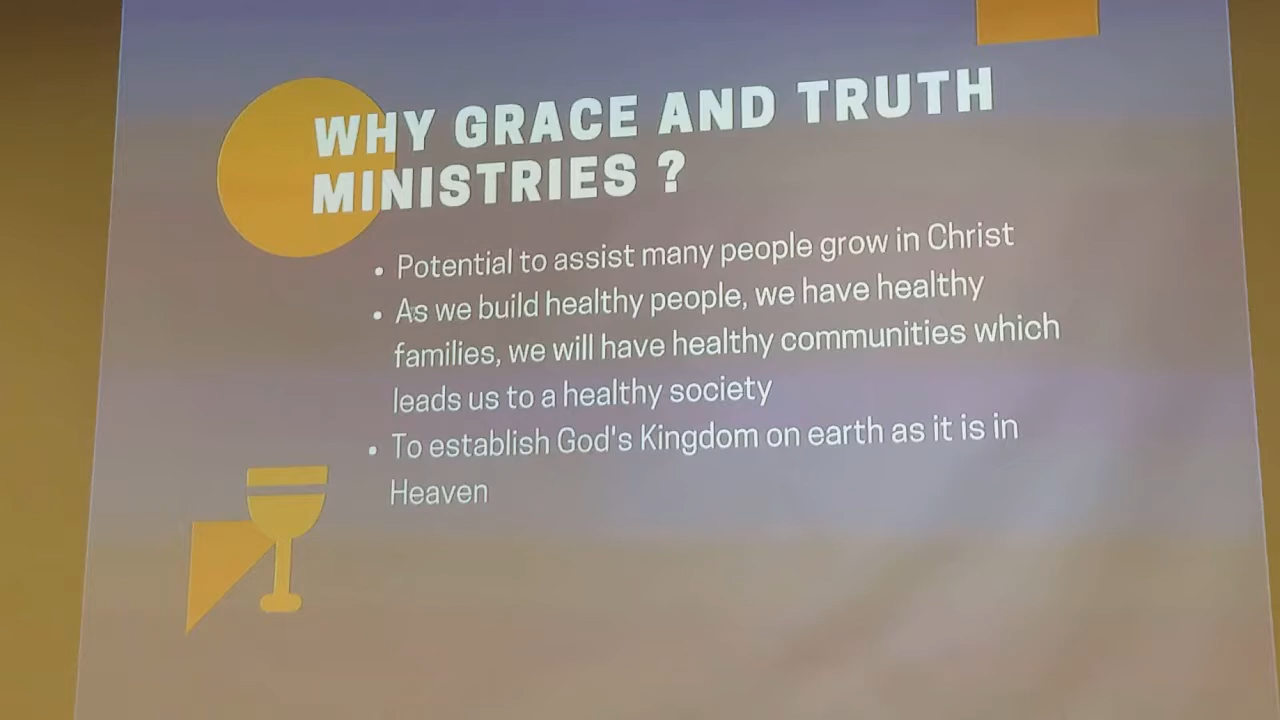 WHY GRACE AND TRUTH
MINISTRIES ?
• Potential to assist many people grow in Christ
• As we build healthy people, we have healthy
families, we will have healthy communities which
leads us to a healthy society
• To establish God's Kingdom on earth as it is in
Heaven